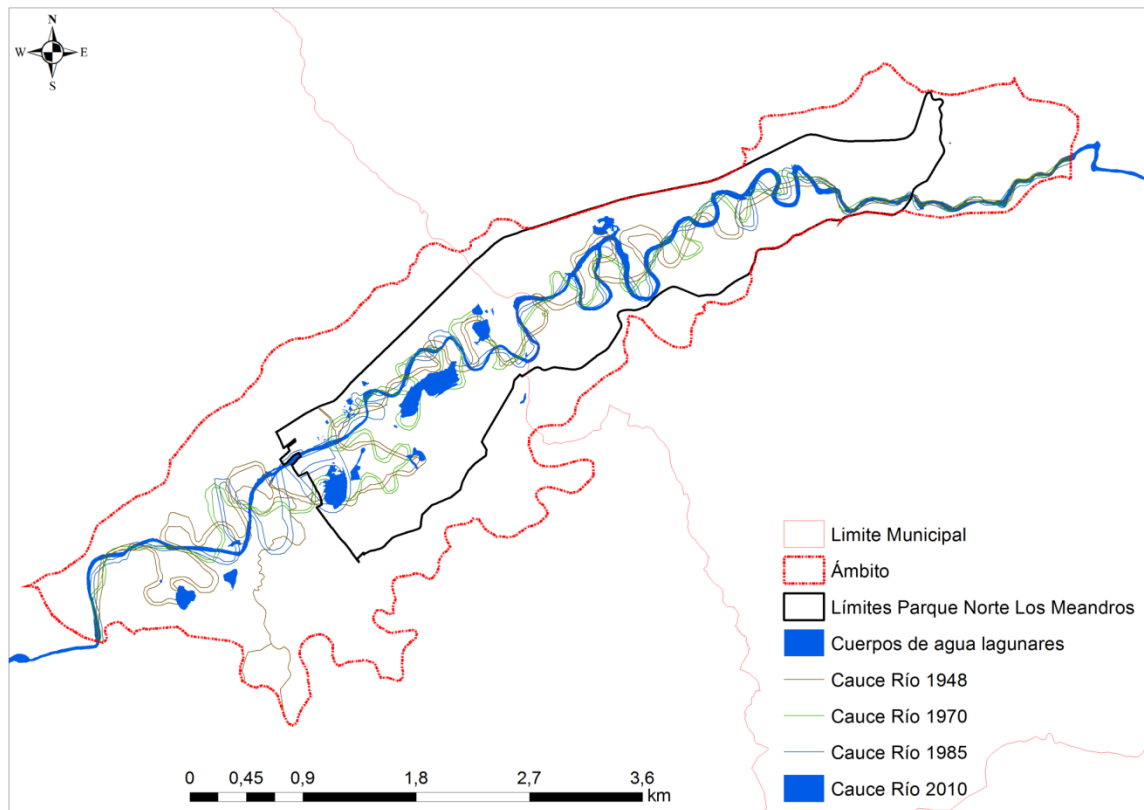 N
W E
S
Limite Municipal
Ámbito
Límites Parque Norte Los Meandros
Cuerpos de agua lagunares
Cauce Río 1948
Cauce Río 1970
Cauce Río 1985
Cauce Río 2010
0 0,45 0,9 1,8 2,7 3,6
km